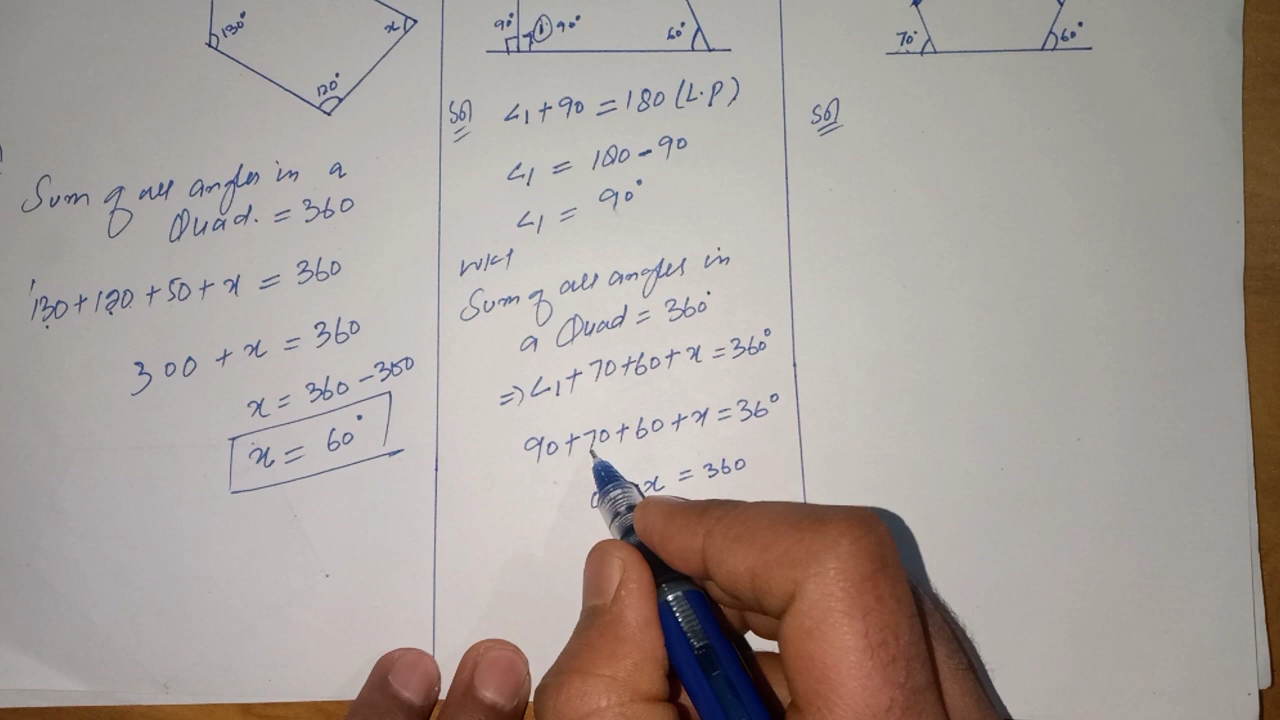 130°
x
120°
Sum of all angles in a
Quad. = 360
130+120+50+x = 360
300 + x = 360
x = 360-300
x = 60°
90°
1
90°
60°
Sol
∠1+90 = 180 (L.P)
∠1 = 180-90
∠1 = 90°
WKT
Sum of all angles in
a Quad = 360°
⇒ ∠1+70+60+x = 360°
90+70+60+x = 36°
x = 360
70°
60°
Sol